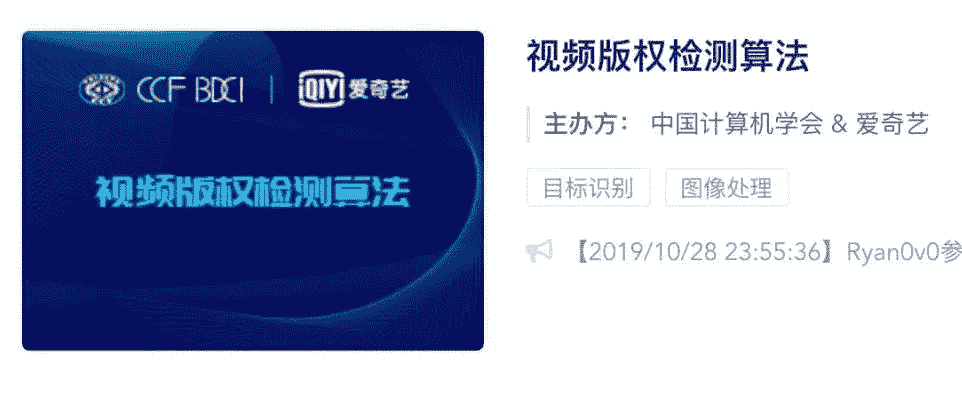 CCF BDCI | iQIY 爱奇艺
视频版权检测算法
视频版权检测算法
主办方： 中国计算机学会 & 爱奇艺
目标识别 图像处理
【2019/10/28 23:55:36】Ryan0v0参